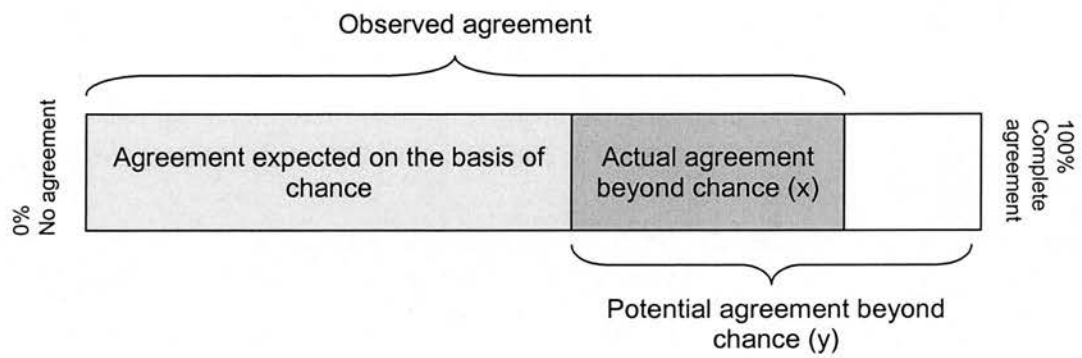 Observed agreement
0%
No agreement
Agreement expected on the basis of
chance
Actual agreement
beyond chance (x)
100%
Complete
agreement
Potential agreement beyond
chance (y)